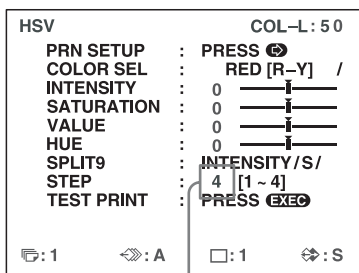 HSV COL–L:50
PRN SETUP : PRESS
COLOR SEL : RED [R–Y] /
INTENSITY : 0
SATURATION : 0
VALUE : 0
HUE : 0
SPLIT9 : INTENSITY/S/
STEP : 4 [1 ~ 4]
TEST PRINT : PRESS EXEC
:1 :A :1 :S